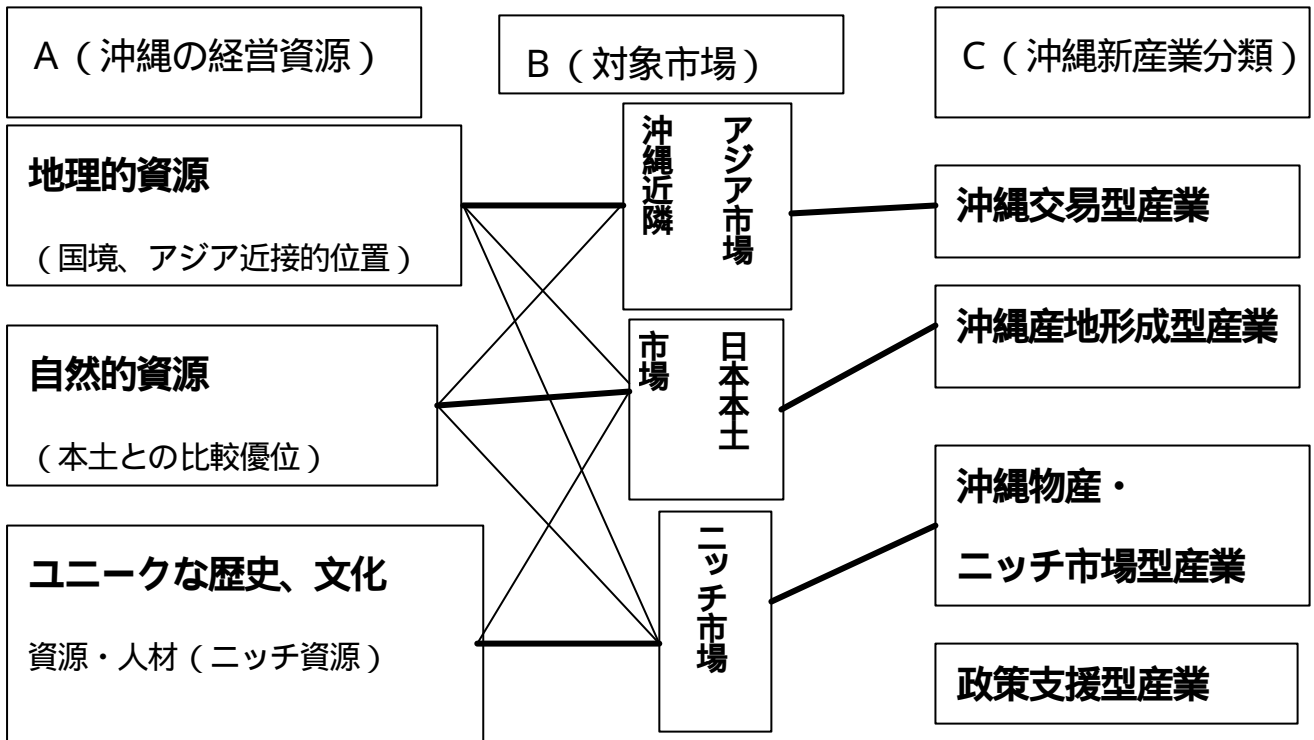 A（沖縄の経営資源）
B（対象市場）
C（沖縄新産業分類）
地理的資源
（国境、アジア近接的位置）
自然的資源
（本土との比較優位）
ユニークな歴史、文化
資源・人材（ニッチ資源）
アジア市場
沖縄近隣
日本本土
市場
ニッチ市場
沖縄交易型産業
沖縄産地形成型産業
沖縄物産・
ニッチ市場型産業
政策支援型産業